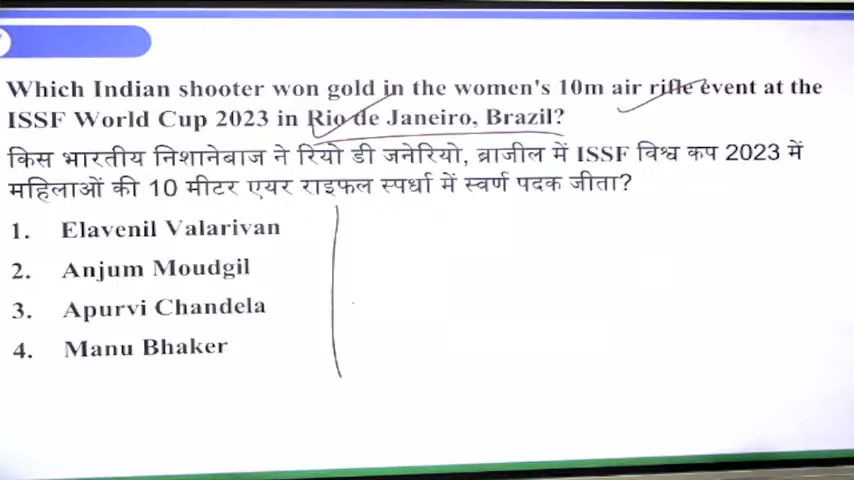 Which Indian shooter won gold in the women's 10m air rifle event at the
ISSF World Cup 2023 in Rio de Janeiro, Brazil?
किस भारतीय निशानेबाज ने रियो डी जनेरियो, ब्राजील में ISSF विश्व कप 2023 में
महिलाओं की 10 मीटर एयर राइफल स्पर्धा में स्वर्ण पदक जीता?
1. Elavenil Valarivan
2. Anjum Moudgil
3. Apurvi Chandela
4. Manu Bhaker